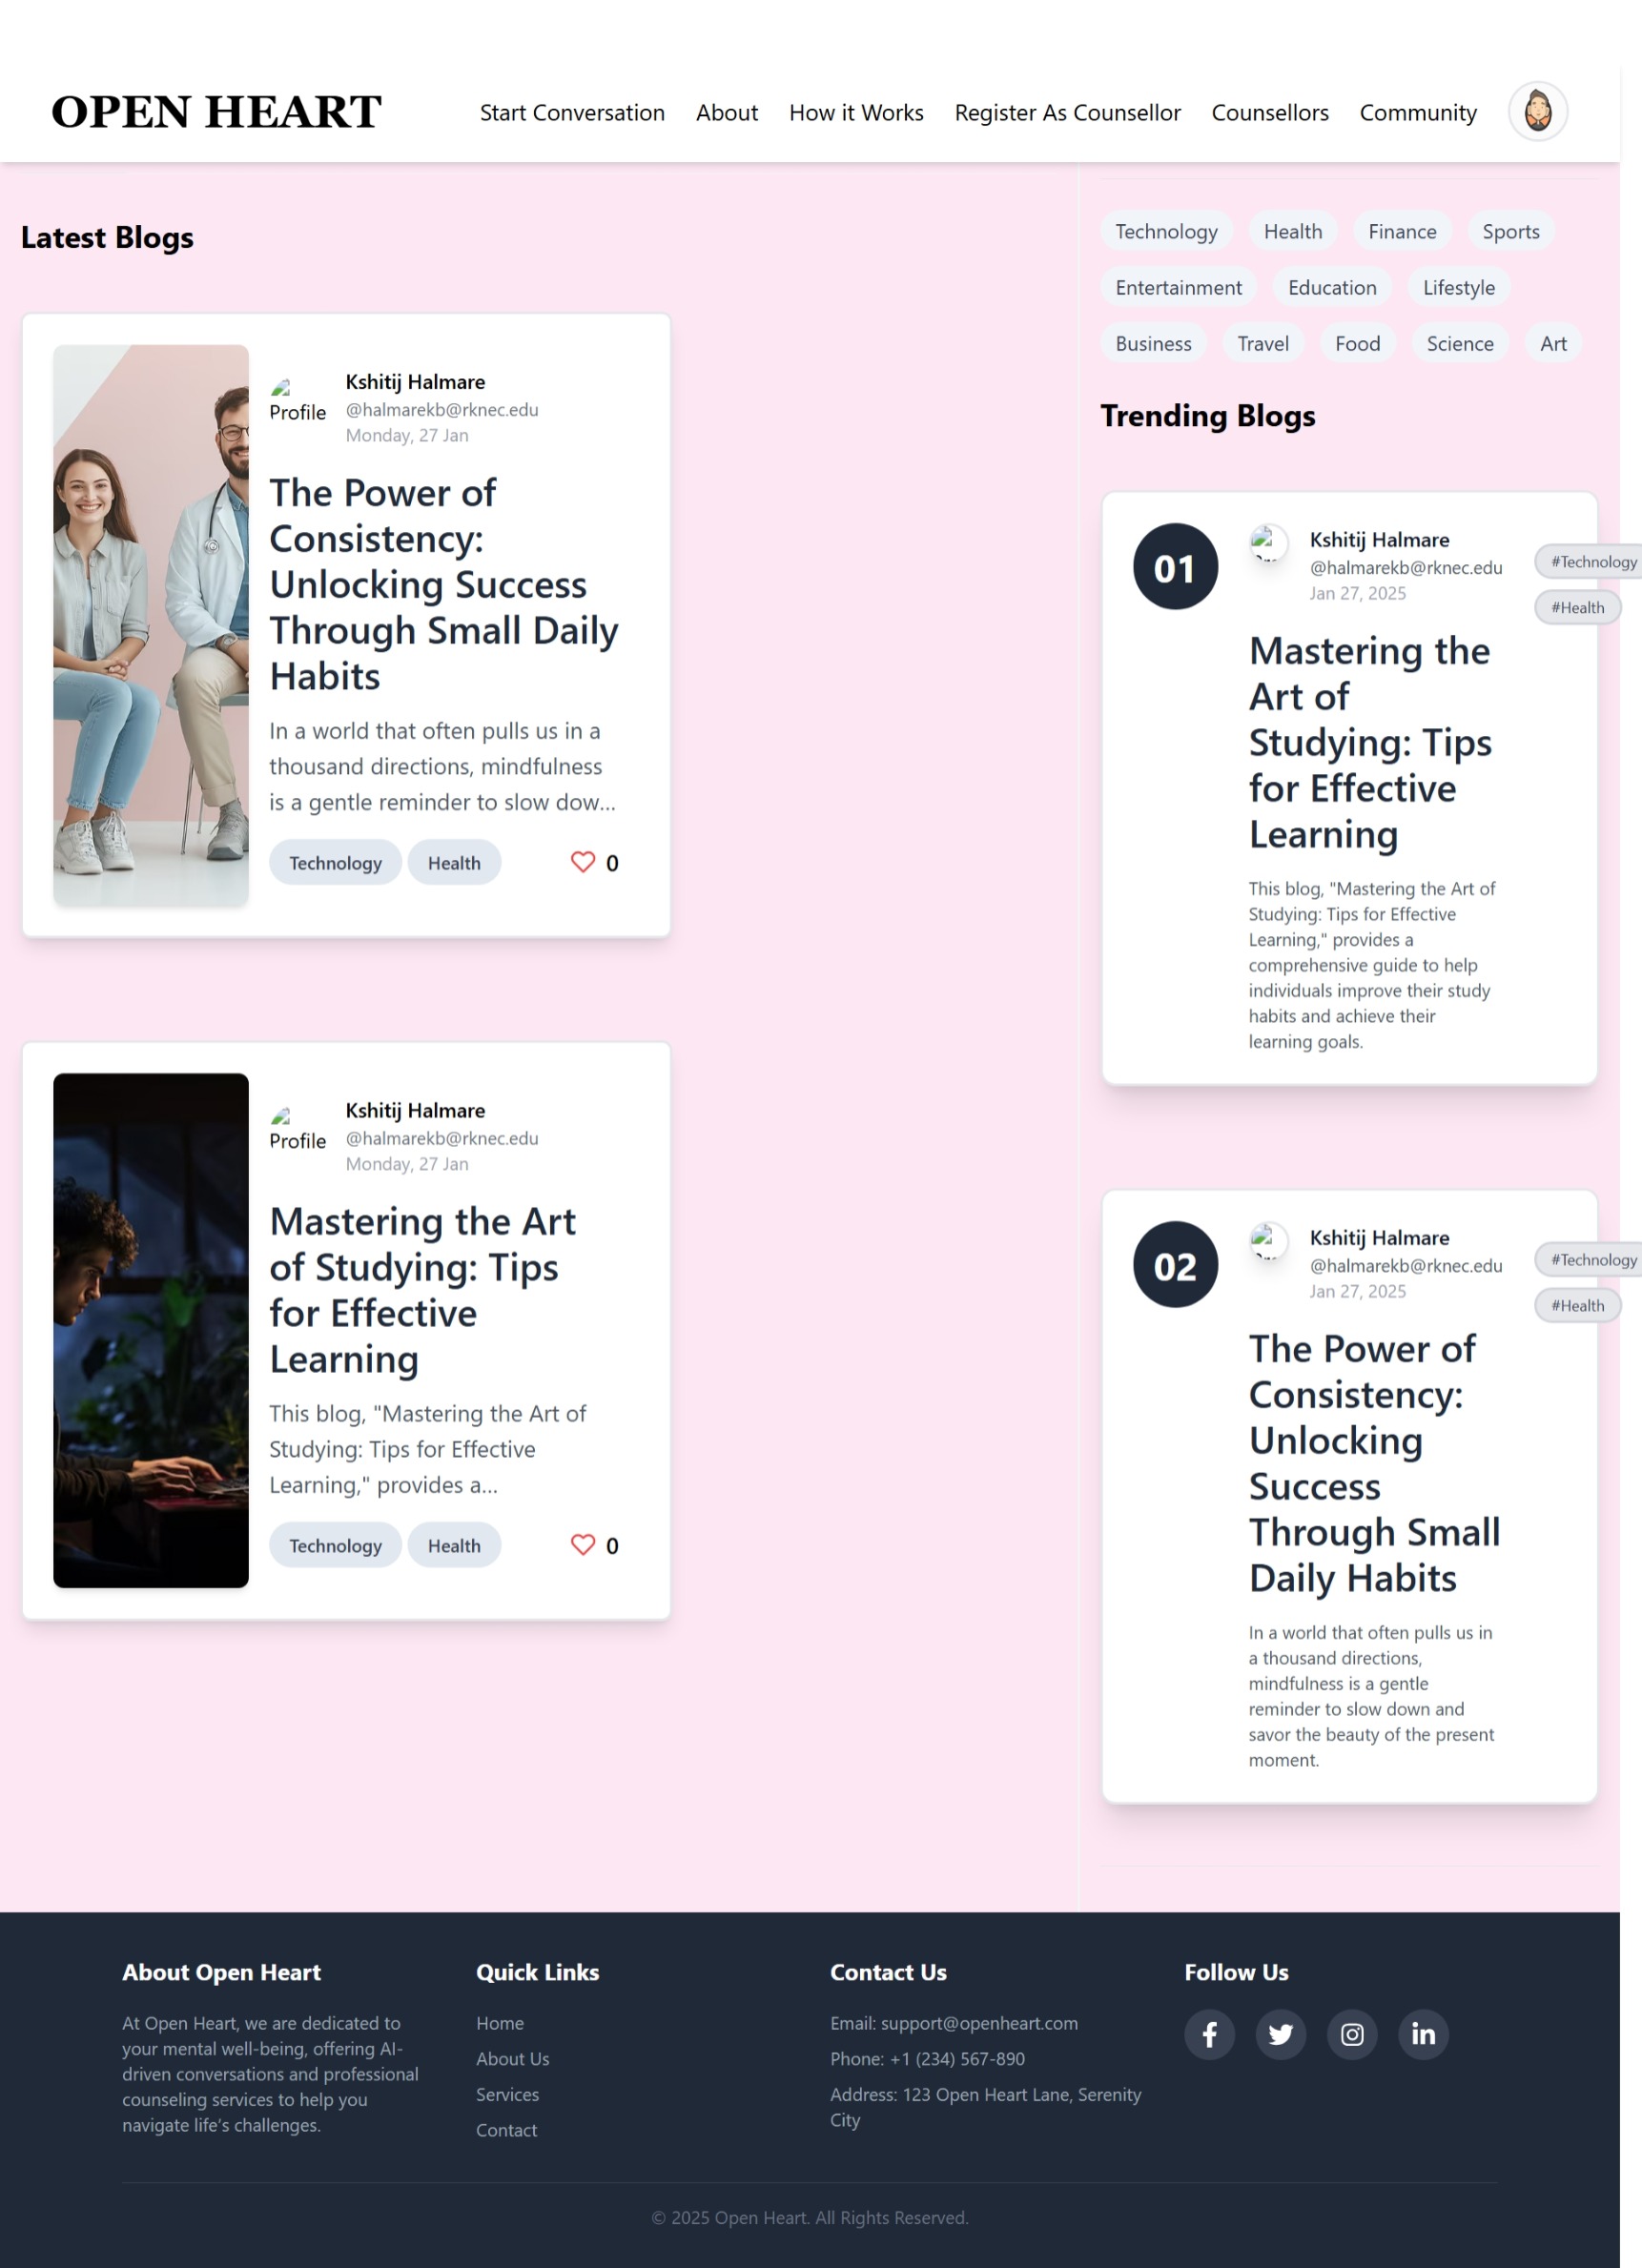 OPEN HEART
Start Conversation About How it Works Register As Counsellor Counsellors Community
Latest Blogs
Profile
Kshitij Halmare
@halmarekb@rknec.edu
Monday, 27 Jan
The Power of
Consistency:
Unlocking Success
Through Small Daily
Habits
In a world that often pulls us in a
thousand directions, mindfulness
is a gentle reminder to slow dow...
Technology Health 0
Profile
Kshitij Halmare
@halmarekb@rknec.edu
Monday, 27 Jan
Mastering the Art
of Studying: Tips
for Effective
Learning
This blog, "Mastering the Art of
Studying: Tips for Effective
Learning," provides a...
Technology Health 0
Technology Health Finance Sports
Entertainment Education Lifestyle
Business Travel Food Science Art
Trending Blogs
01
Kshitij Halmare
@halmarekb@rknec.edu
Jan 27, 2025
#Technology
#Health
Mastering the
Art of
Studying: Tips
for Effective
Learning
This blog, "Mastering the Art of
Studying: Tips for Effective
Learning," provides a
comprehensive guide to help
individuals improve their study
habits and achieve their
learning goals.
02
Kshitij Halmare
@halmarekb@rknec.edu
Jan 27, 2025
#Technology
#Health
The Power of
Consistency:
Unlocking
Success
Through Small
Daily Habits
In a world that often pulls us in
a thousand directions,
mindfulness is a gentle
reminder to slow down and
savor the beauty of the present
moment.
About Open Heart
At Open Heart, we are dedicated to
your mental well-being, offering AI-
driven conversations and professional
counseling services to help you
navigate life's challenges.
Quick Links
Home
About Us
Services
Contact
Contact Us
Email: support@openheart.com
Phone: +1 (234) 567-890
Address: 123 Open Heart Lane, Serenity
City
Follow Us
© 2025 Open Heart. All Rights Reserved.